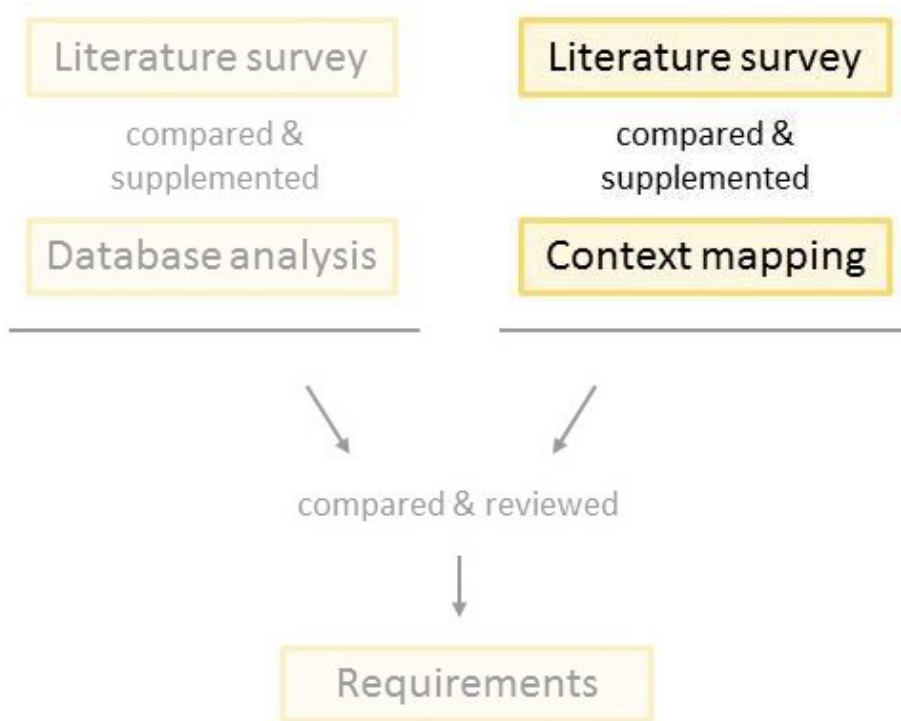 Literature survey
compared &
supplemented
Database analysis
Literature survey
compared &
supplemented
Context mapping
compared & reviewed
Requirements